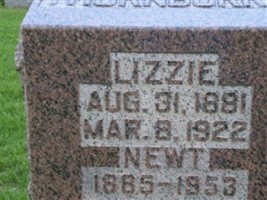 LIZZIE
AUG. 31, 1881
MAR. 8, 1922
NEWT
1865-1953